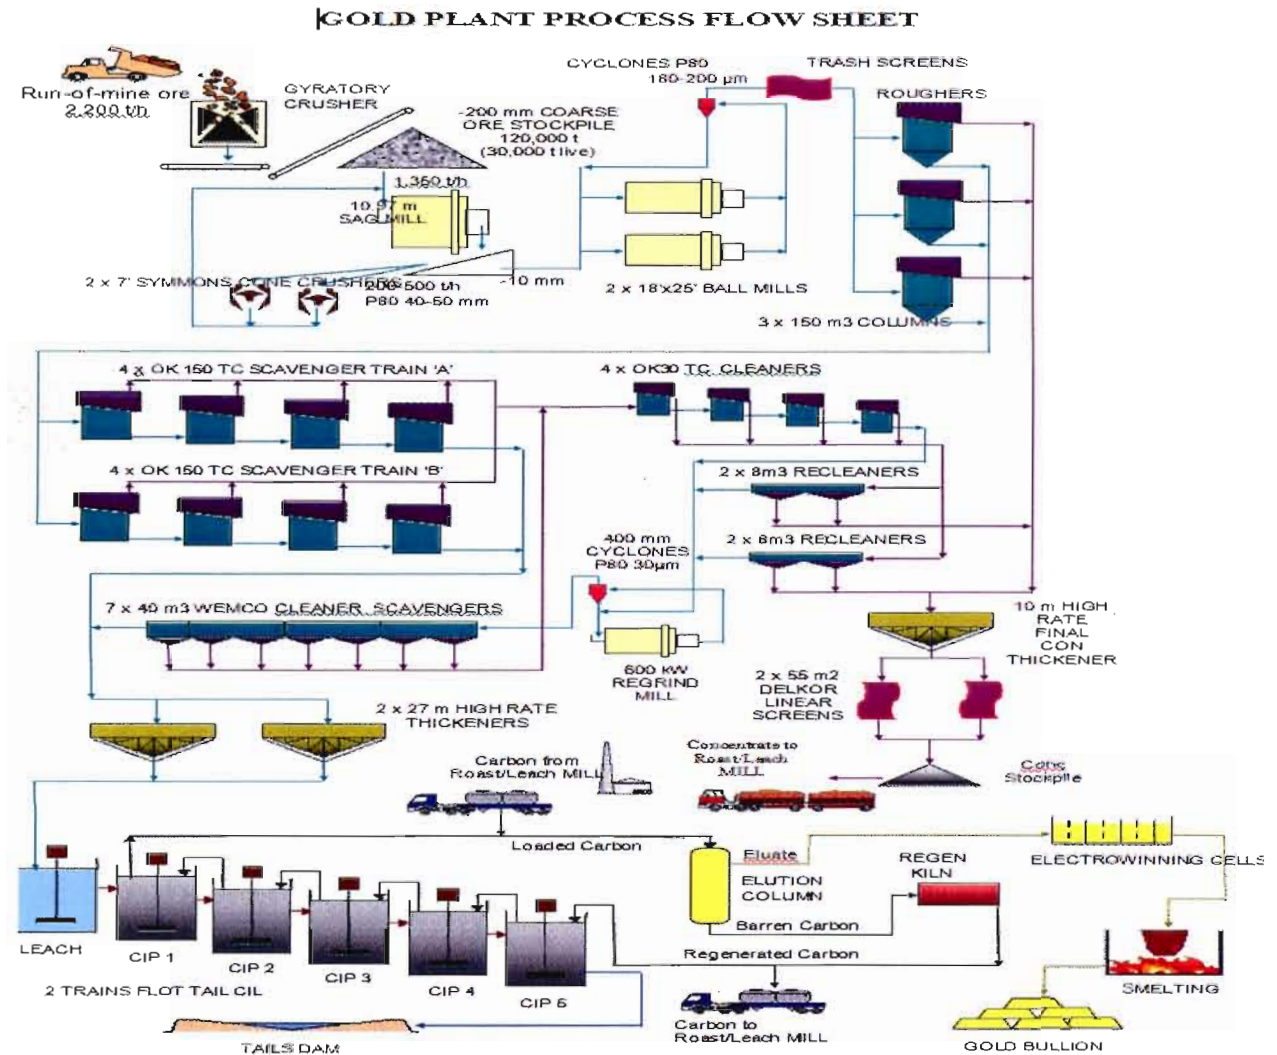 GOLD PLANT PROCESS FLOW SHEET
Run-of-mine ore
2,200 t/h
GYRATORY
CRUSHER
-200 mm COARSE
ORE STOCKPILE
120,000 t
(30,000 t live)
CYCLONES P80
180-200 µm
TRASH SCREENS
ROUGHERS
1,350 t/h
10.97 m
SAG MILL
2 x 7' SYMMONS CONE CRUSHERS
200-500 t/h
P80 40-50 mm
-10 mm
2 x 18'x25' BALL MILLS
3 x 150 m3 COLUMNS
4 x OK 150 TC SCAVENGER TRAIN 'A'
4 x OK30 TC CLEANERS
4 x OK 150 TC SCAVENGER TRAIN 'B'
2 x 8m3 RECLEANERS
400 mm
CYCLONES
P80 30µm
2 x 8m3 RECLEANERS
7 x 40 m3 WEMCO CLEANER SCAVENGERS
10 m HIGH
RATE
FINAL
CON
THICKENER
600 kW
REGRIND
MILL
2 x 55 m2
DELKOR
LINEAR
SCREENS
2 x 27 m HIGH RATE
THICKENERS
Carbon from
Roast/Leach MILL
Concentrate to
Roast/Leach
MILL
Conc
Stockpile
Loaded Carbon
Eluate
ELUTION
COLUMN
REGEN
KILN
ELECTROWINNING CELLS
Barren Carbon
Regenerated Carbon
LEACH
CIP 1
CIP 2
CIP 3
CIP 4
CIP 5
2 TRAINS FLOT TAIL CIL
SMELTING
Carbon to
Roast/Leach MILL
TAILS DAM
GOLD BULLION